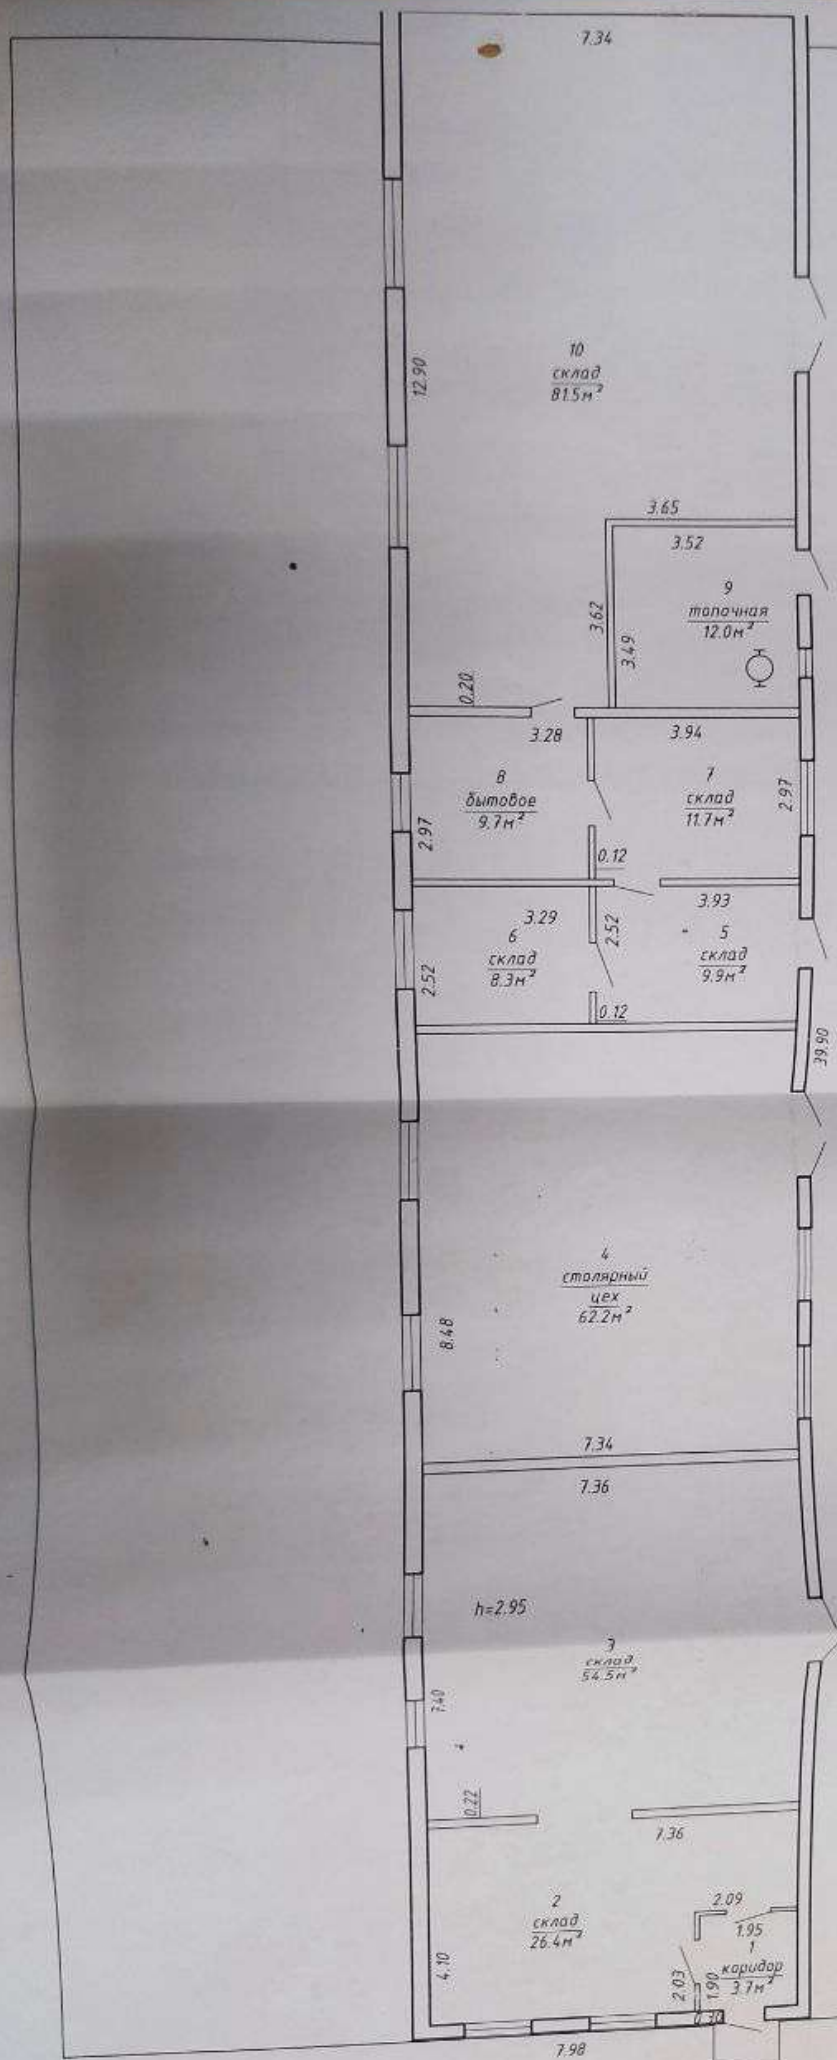 7.34
10
склад
81.5м²
12.90
3.65
3.52
9
топочная
12.0м²
3.62
3.49
0.20
3.28
3.94
8
бытовое
9.7м²
7
склад
11.7м²
2.97
2.97
0.12
3.93
3.29
6
склад
8.3м²
2.52
5
склад
9.9м²
2.52
0.12
39.90
4
столярный
цех
62.2м²
8.48
7.34
7.36
h=2.95
3
склад
54.5м²
7.40
0.22
7.36
2
склад
26.4м²
2.09
1.95
1
коридор
3.7м²
4.10
2.03
1.90
0.30
7.98